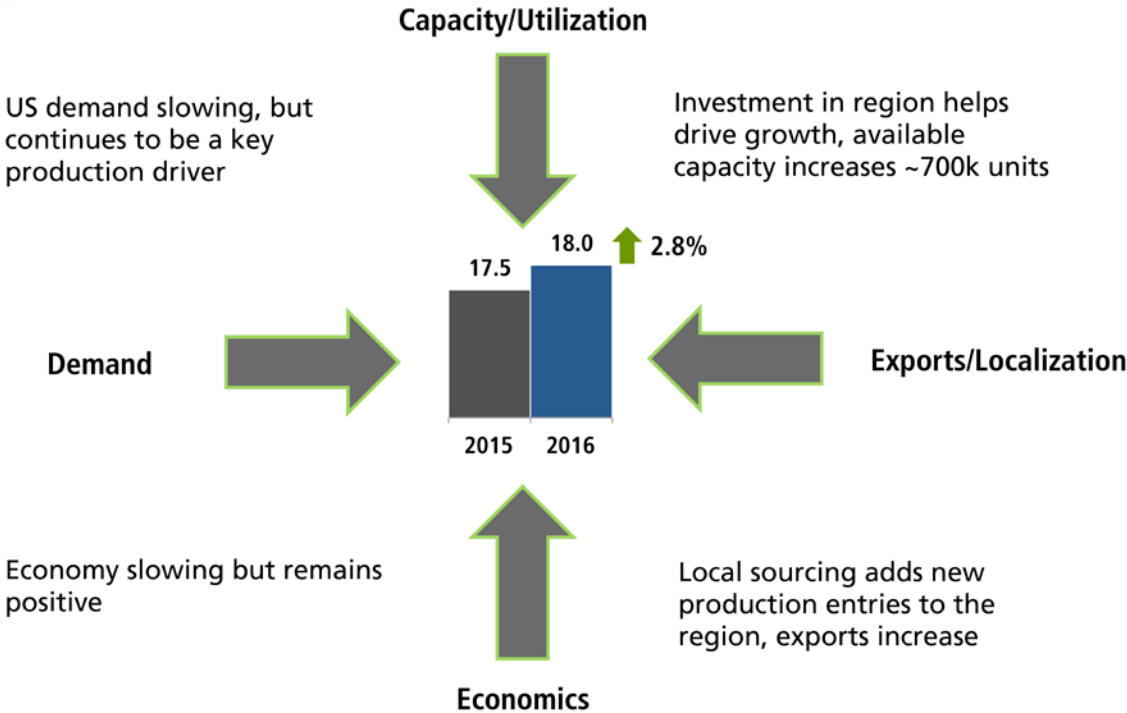 Capacity/Utilization
US demand slowing, but
continues to be a key
production driver
Investment in region helps
drive growth, available
capacity increases ~700k units
18.0
2.8%
17.5
Demand
Exports/Localization
2015
2016
Economy slowing but remains
positive
Local sourcing adds new
production entries to the
region, exports increase
Economics